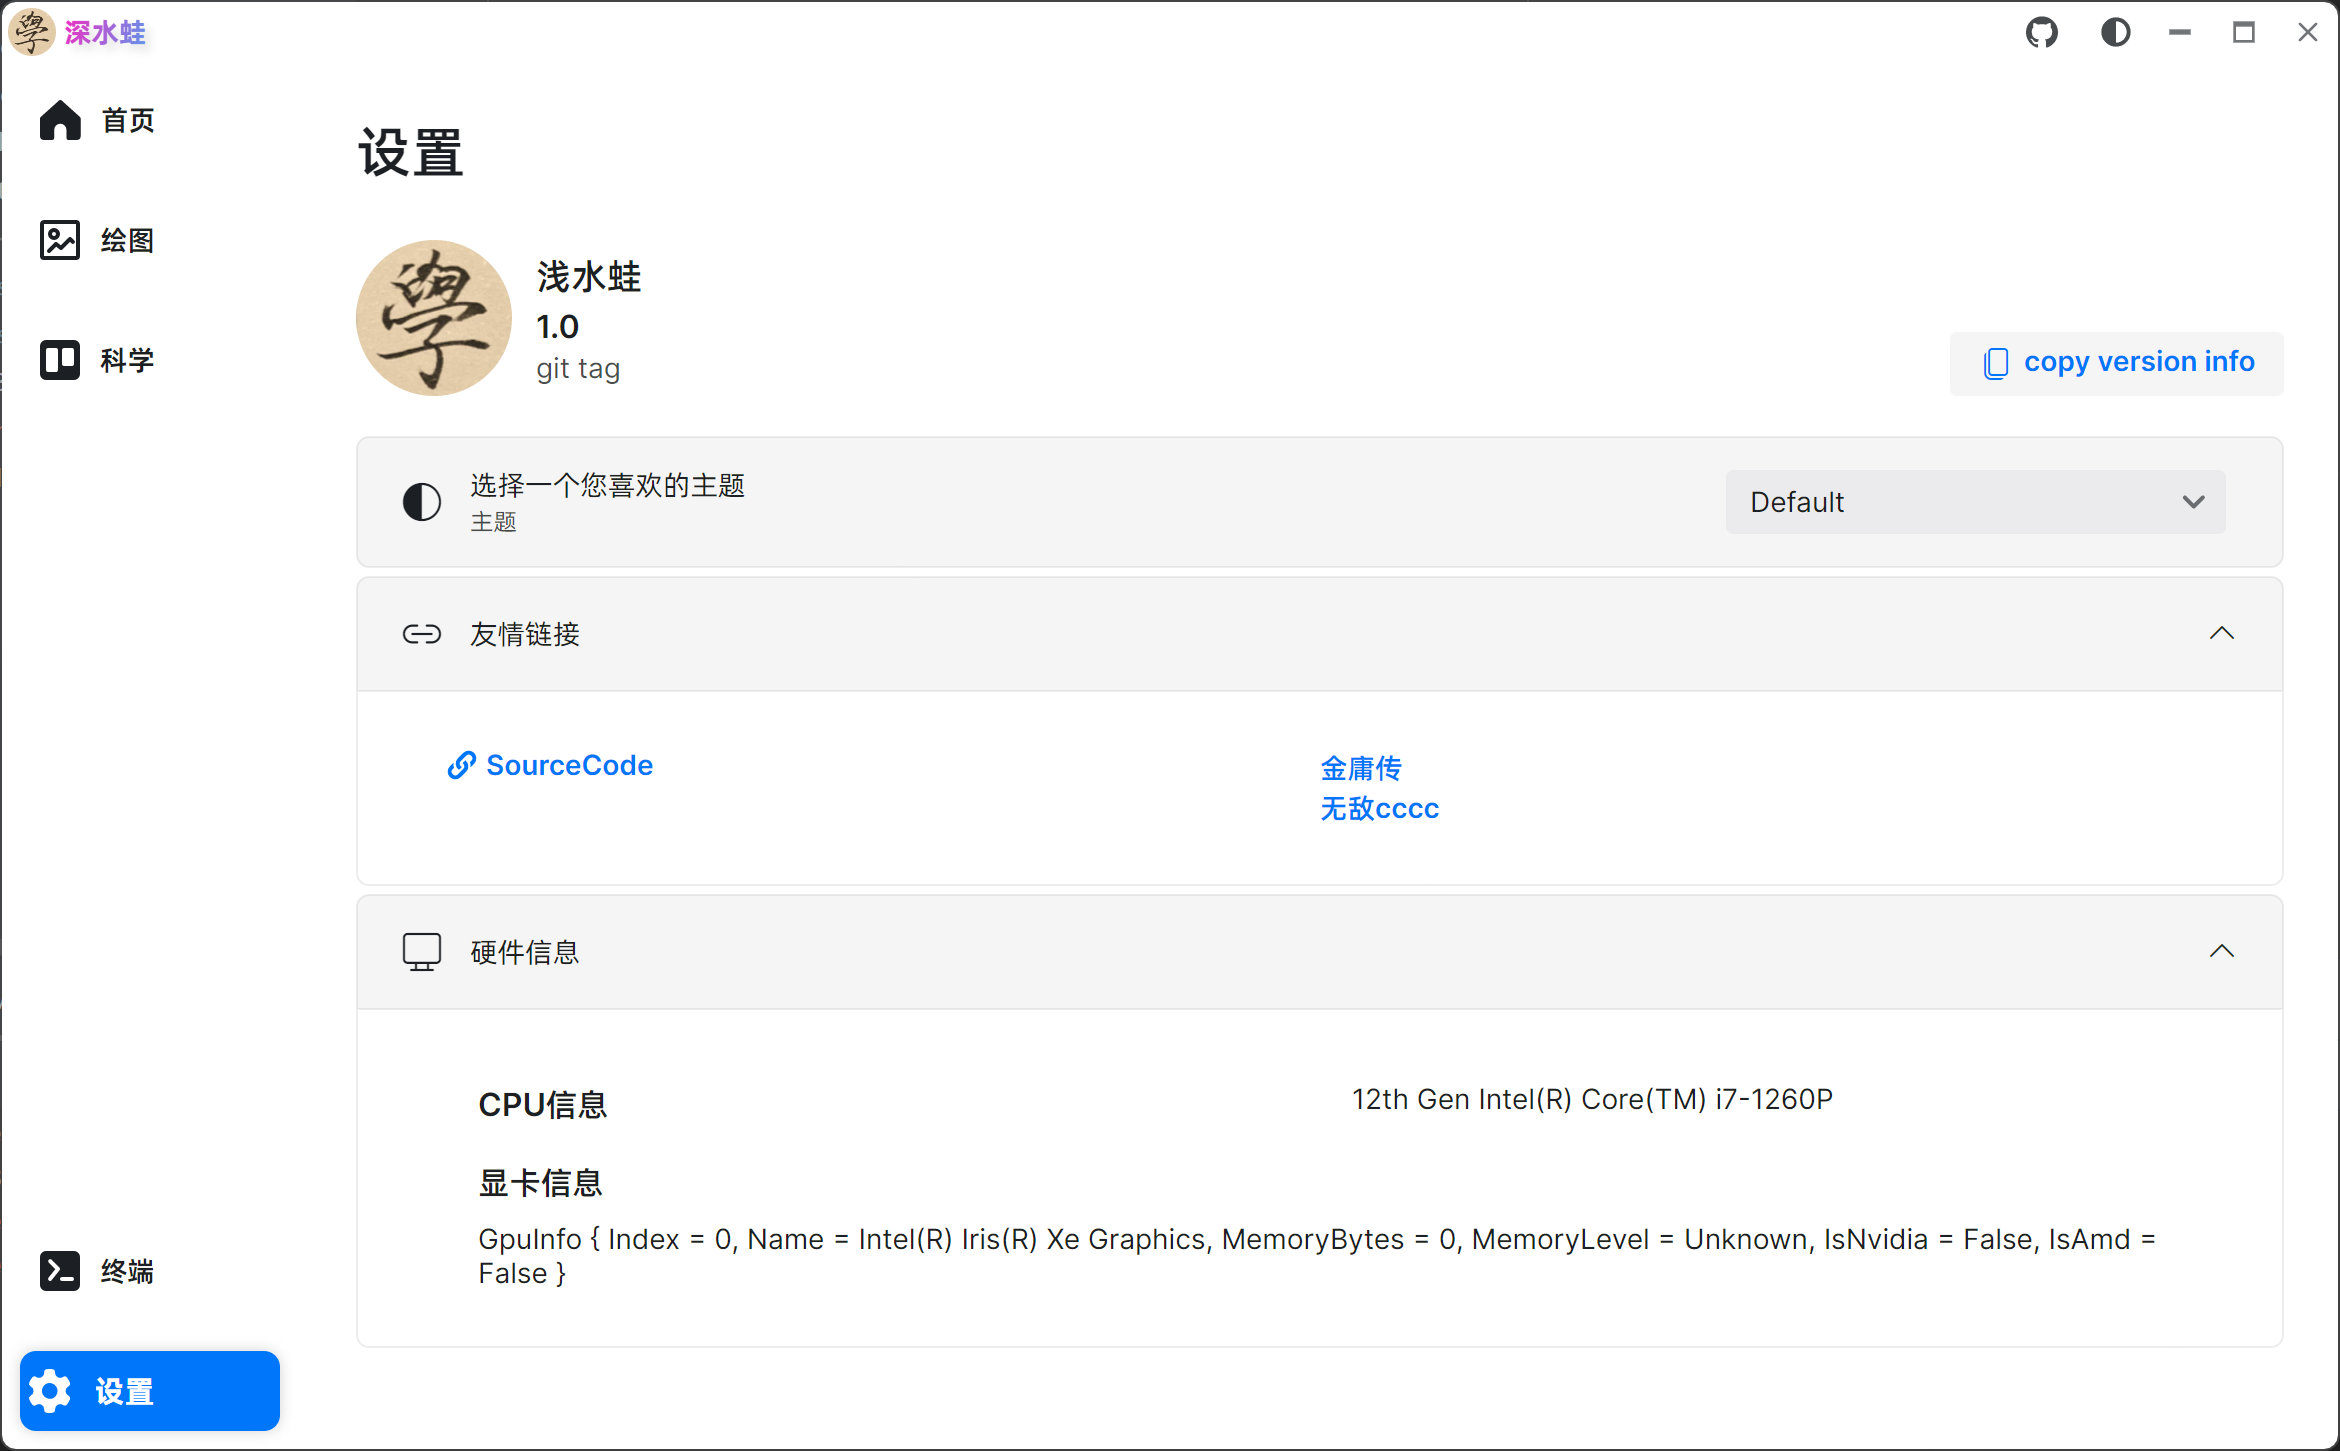 學 深水蛙
首页
绘图
科学
终端
设置
设置
學
浅水蛙
1.0
git tag
copy version info
选择一个您喜欢的主题
主题
Default
友情链接
SourceCode
金庸传
无敌cccc
硬件信息
CPU信息
12th Gen Intel(R) Core(TM) i7-1260P
显卡信息
GpuInfo { Index = 0, Name = Intel(R) Iris(R) Xe Graphics, MemoryBytes = 0, MemoryLevel = Unknown, IsNvidia = False, IsAmd =
False }